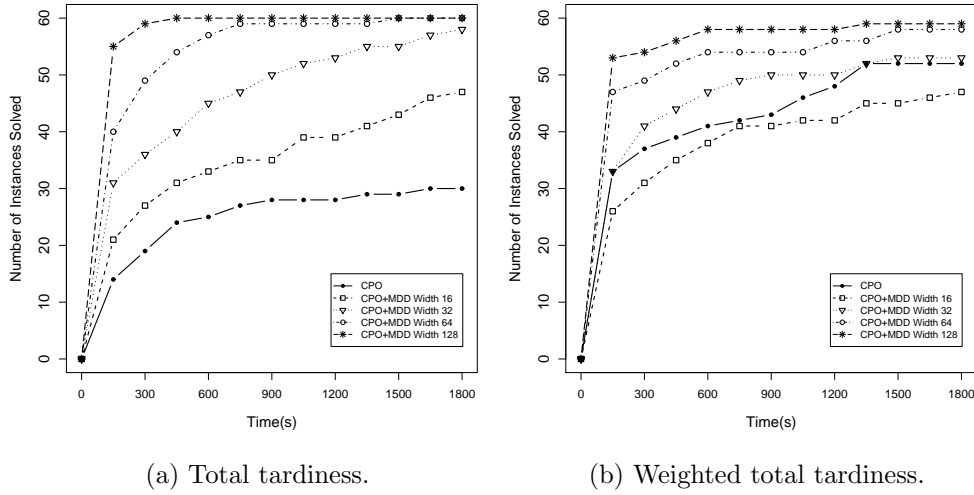 60
50
40
30
20
10
0
Number of Instances Solved
0 300 600 900 1200 1500 1800
Time(s)
CPO
CPO+MDD Width 16
CPO+MDD Width 32
CPO+MDD Width 64
CPO+MDD Width 128
(a) Total tardiness.
60
50
40
30
20
10
0
Number of Instances Solved
0 300 600 900 1200 1500 1800
Time(s)
CPO
CPO+MDD Width 16
CPO+MDD Width 32
CPO+MDD Width 64
CPO+MDD Width 128
(b) Weighted total tardiness.